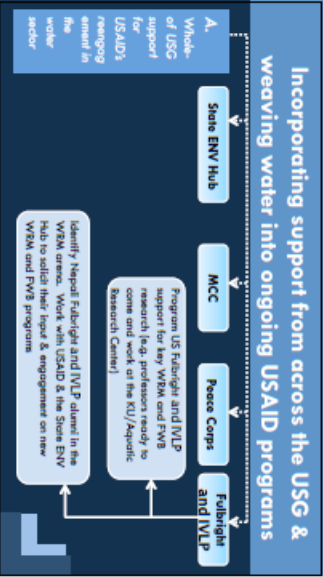 Incorporating support from across the USG &
weaving water into ongoing USAID programs
A.
Whole-
of USG
support
for
USAID's
reengag
ement in
the
water
sector
State ENV Hub
MCC
Peace Corps
Fulbright
and IVLP
Program US Fulbright and IVLP
support for key WRM and FWB
research (e.g. professors ready to
come and work at the KU/Aquatic
Research Center)
Identify Nepali Fulbright and IVLP alumni in the
WRM arena.  Work with USAID & the State ENV
Hub to solicit their input & engagement on new
WRM and FWB programs